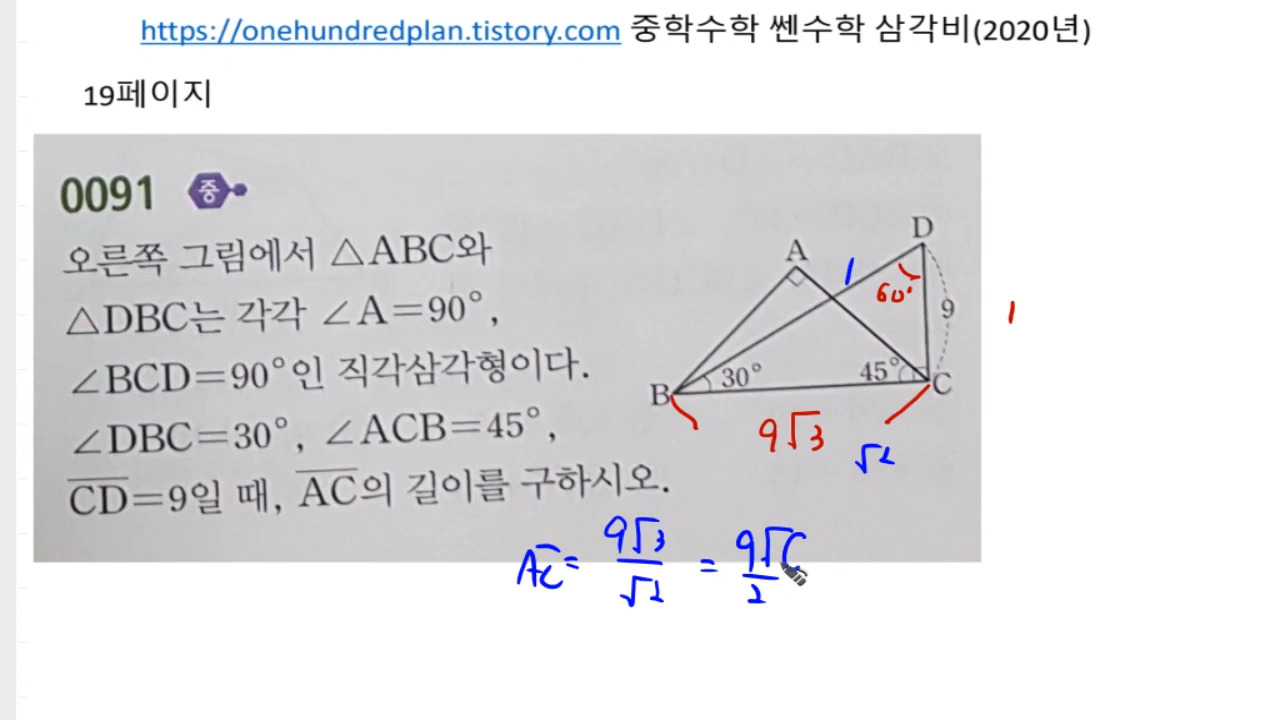 https://onehundredplan.tistory.com 중학수학 쎈수학 삼각비(2020년)
19페이지
0091 중
오른쪽 그림에서 △ABC와
△DBC는 각각 ∠A=90°,
∠BCD=90°인 직각삼각형이다.
∠DBC=30°, ∠ACB=45°,
C̅D̅=9일 때, A̅C̅의 길이를 구하시오.
D
A
1
60°
9
1
30°
45°
B
C
9√3
√2
A̅C̅= 9√3/√2 = 9√6/2